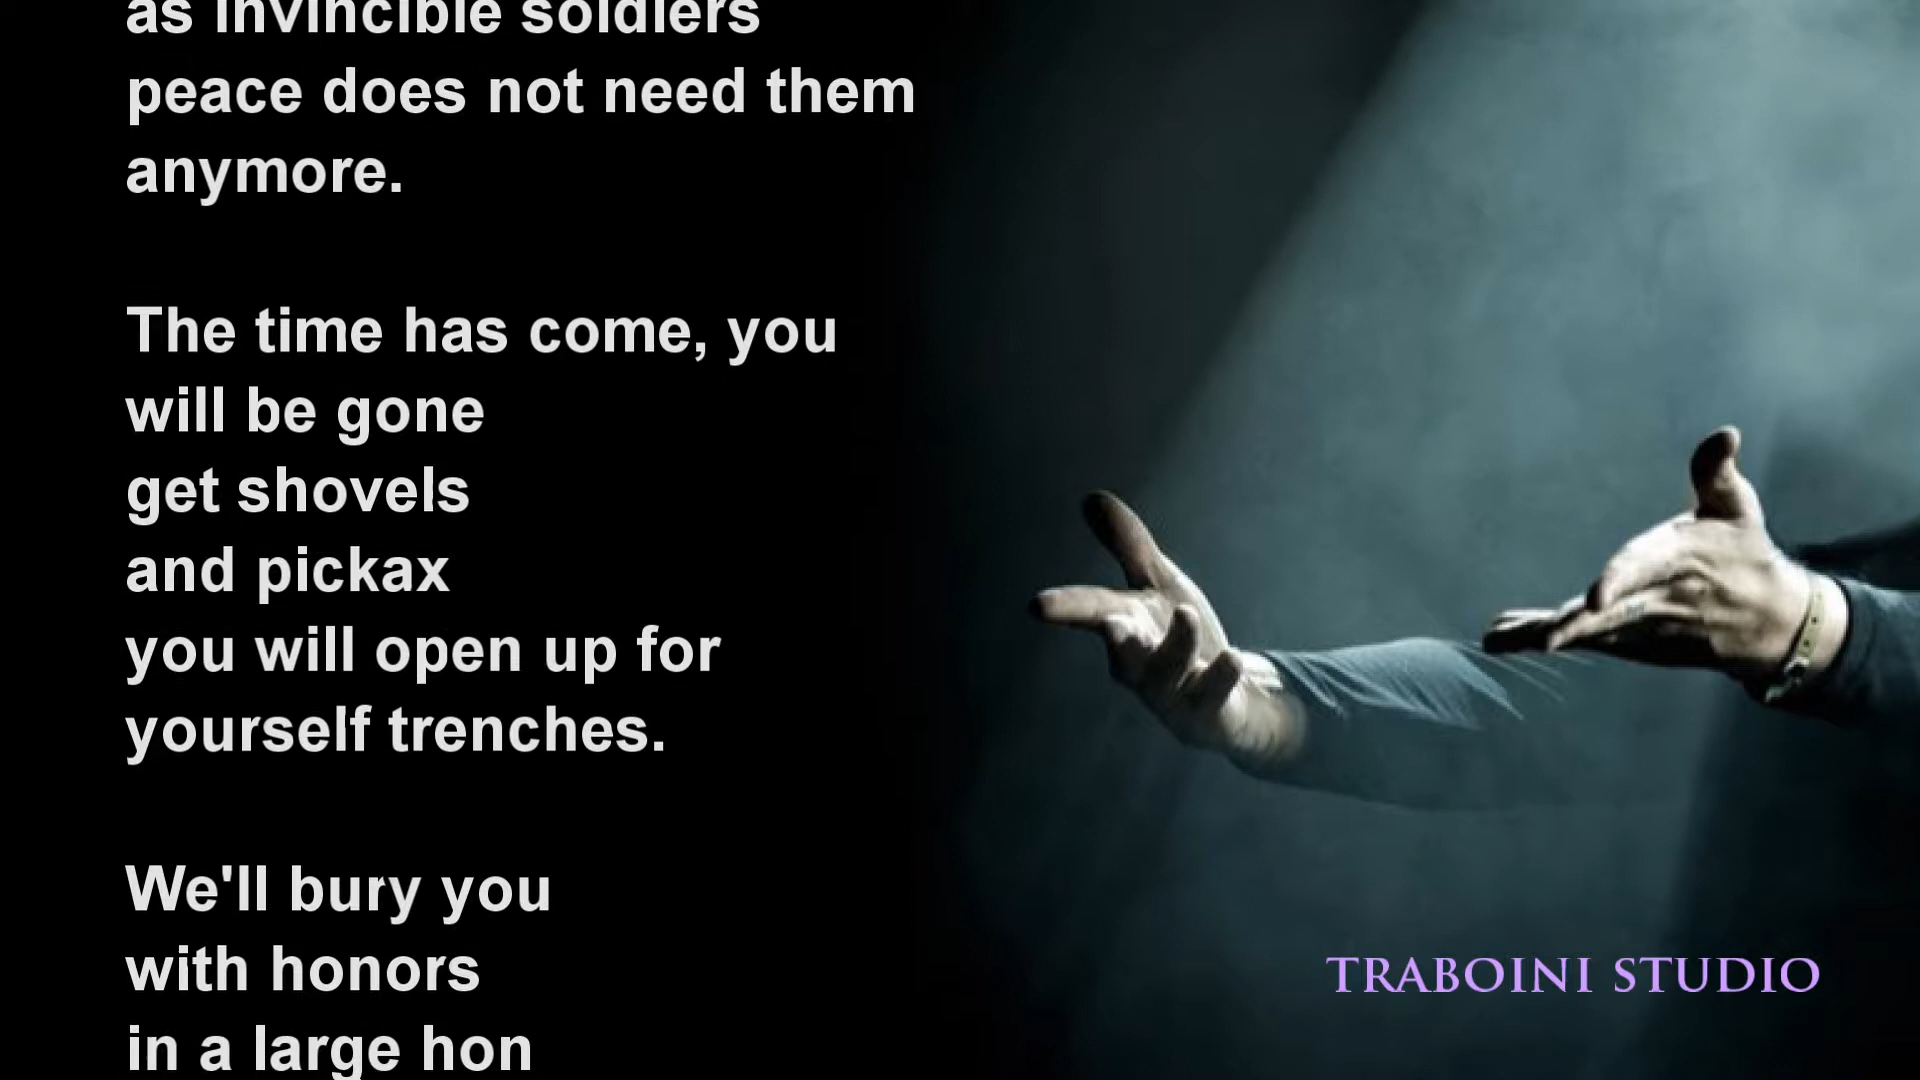 as invincible soldiers
peace does not need them
anymore.
The time has come, you
will be gone
get shovels
and pickax
you will open up for
yourself trenches.
We'll bury you
with honors
in a large hon
TRABOINI STUDIO